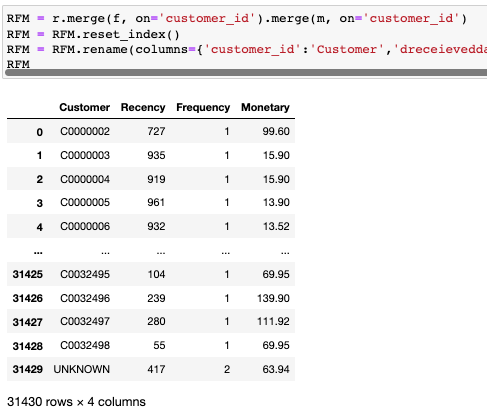 RFM = r.merge(f, on='customer_id').merge(m, on='customer_id')
RFM = RFM.reset_index()
RFM = RFM.rename(columns={'customer_id':'Customer','dreceievedda
RFM
Customer Recency Frequency Monetary
0 C0000002 727 1 99.60
1 C0000003 935 1 15.90
2 C0000004 919 1 15.90
3 C0000005 961 1 13.90
4 C0000006 932 1 13.52
... ... ... ... ...
31425 C0032495 104 1 69.95
31426 C0032496 239 1 139.90
31427 C0032497 280 1 111.92
31428 C0032498 55 1 69.95
31429 UNKNOWN 417 2 63.94
31430 rows × 4 columns